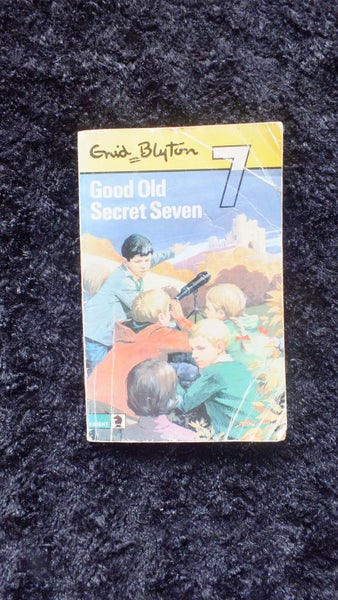 Enid Blyton
7
Good Old
Secret Seven
KNIGHT